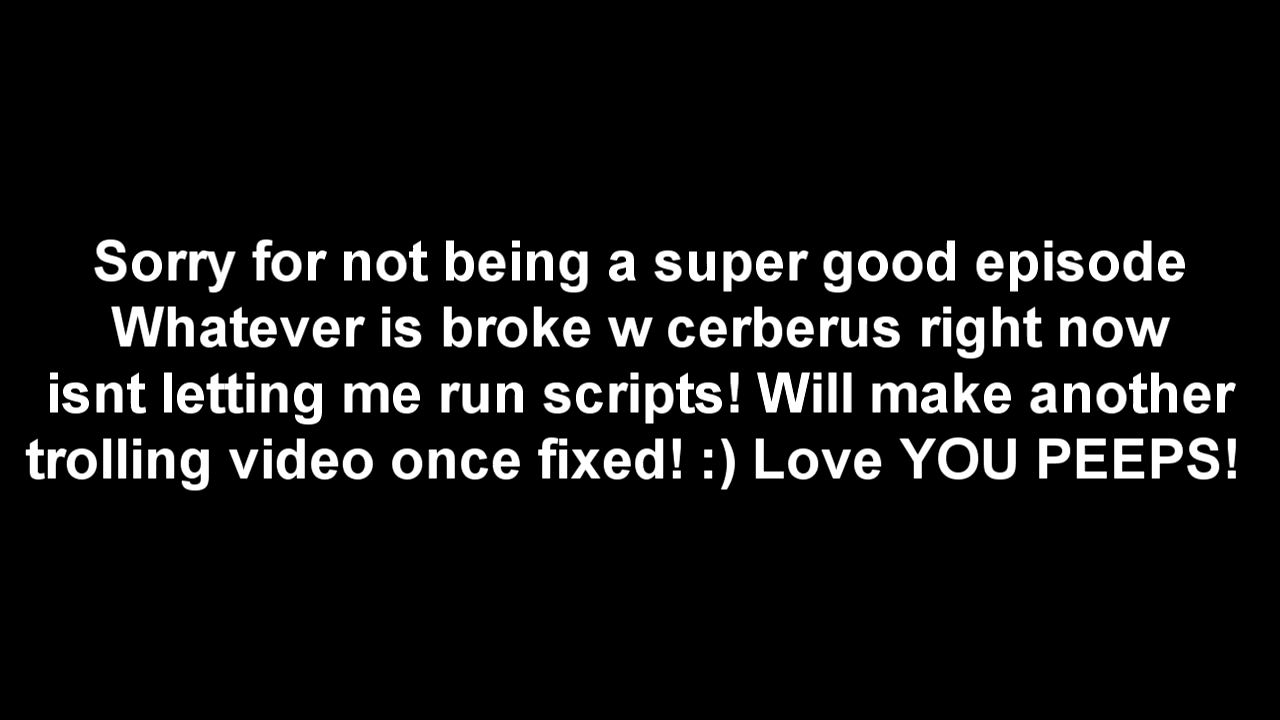 Sorry for not being a super good episode
Whatever is broke w cerberus right now
isnt letting me run scripts! Will make another
trolling video once fixed! :) Love YOU PEEPS!